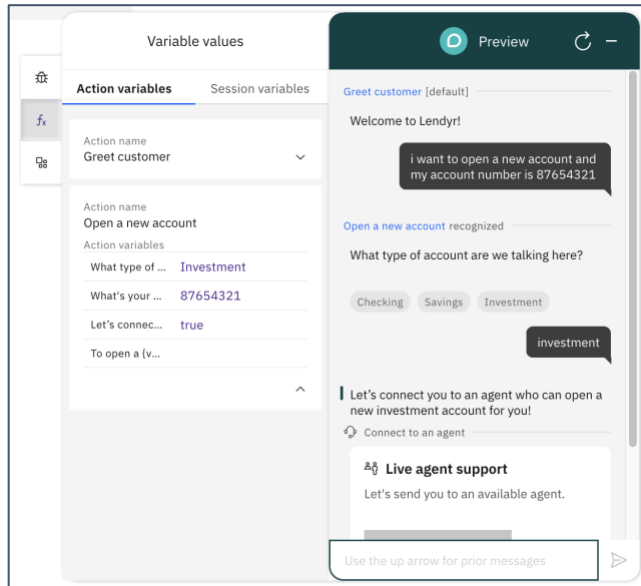 Variable values
Action variables
Session variables
Action name
Greet customer
Action name
Open a new account
Action variables
What type of ... Investment
What's your ... 87654321
Let's connec... true
To open a {v...
fx
Preview
Greet customer [default]
Welcome to Lendyr!
i want to open a new account and
my account number is 87654321
Open a new account recognized
What type of account are we talking here?
Checking Savings Investment
investment
Let's connect you to an agent who can open a
new investment account for you!
Connect to an agent
Live agent support
Let's send you to an available agent.
Use the up arrow for prior messages